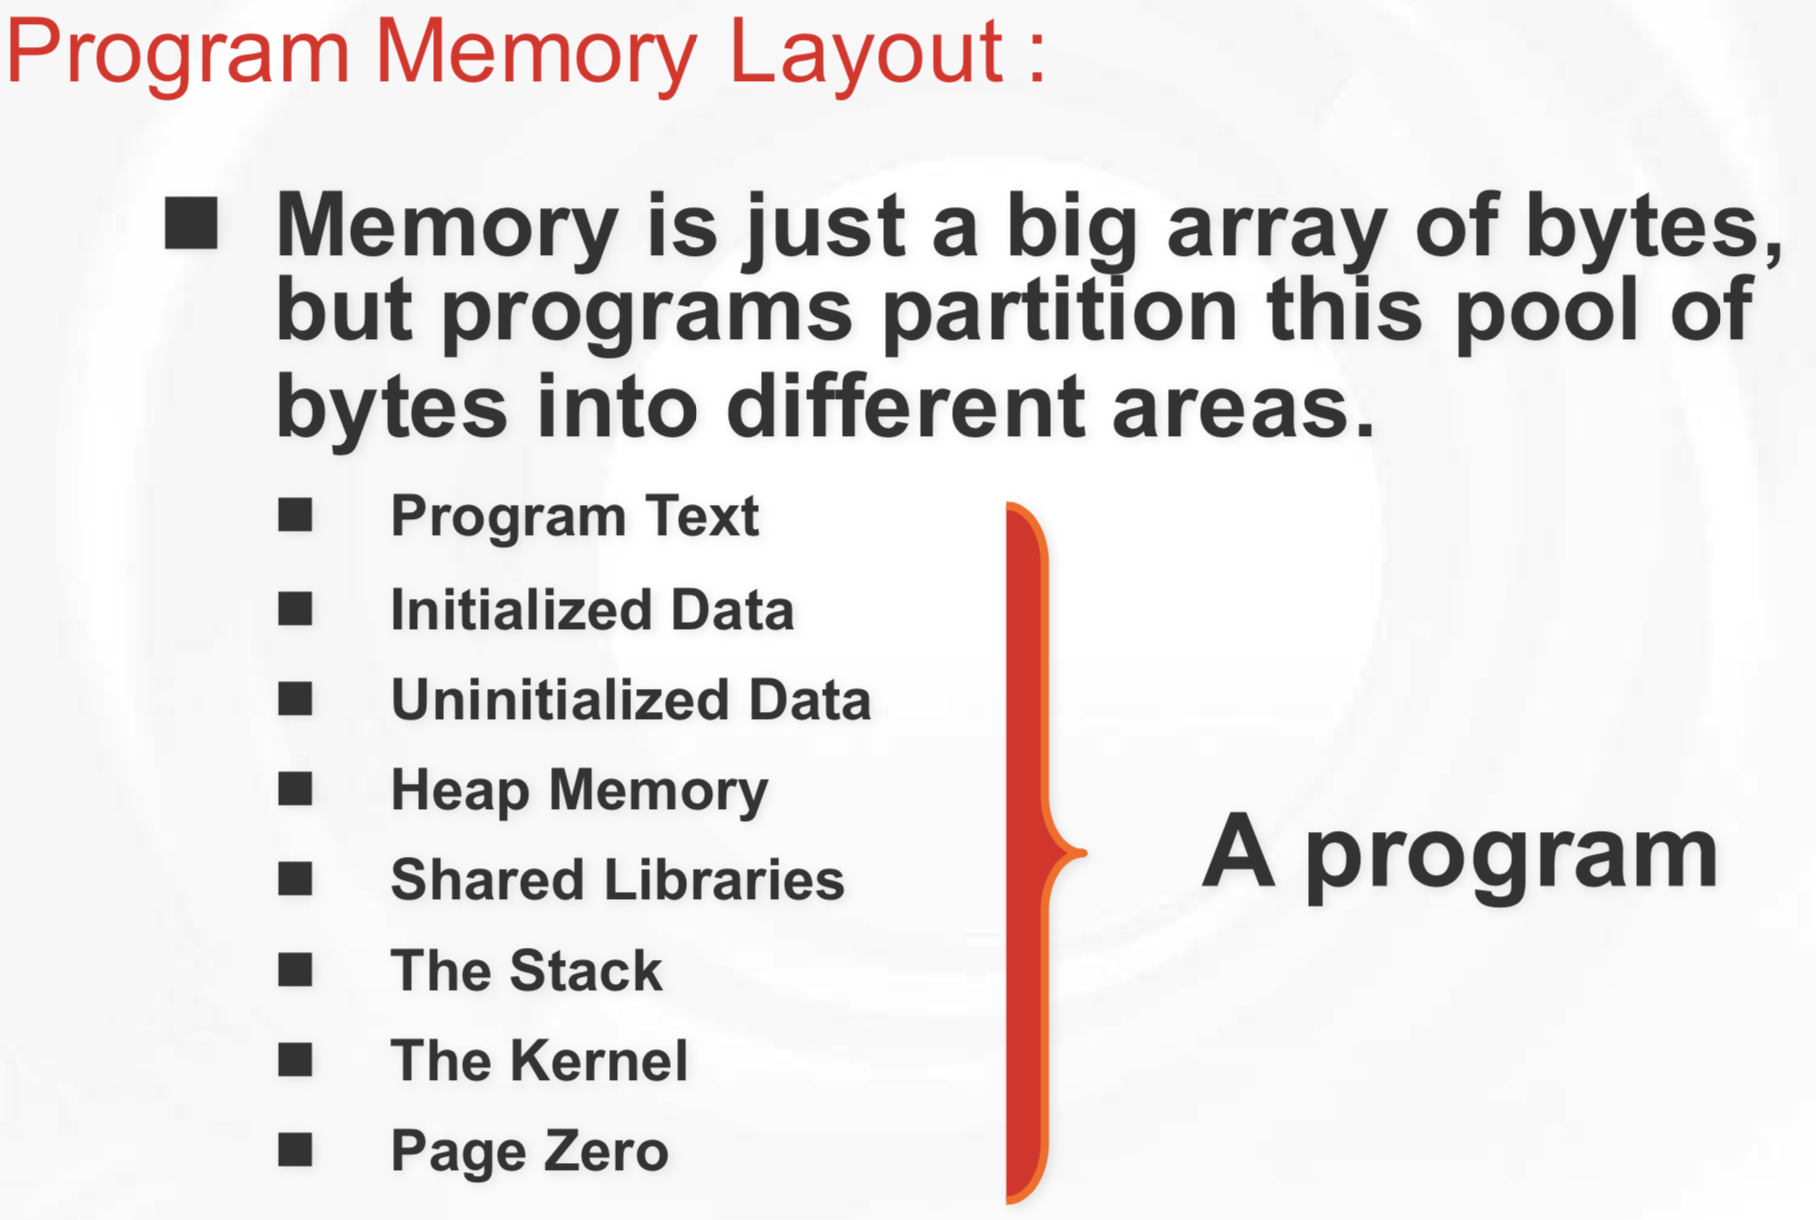 Program Memory Layout :
Memory is just a big array of bytes,
but programs partition this pool of
bytes into different areas.
Program Text
Initialized Data
Uninitialized Data
Heap Memory
Shared Libraries
The Stack
The Kernel
Page Zero
A program